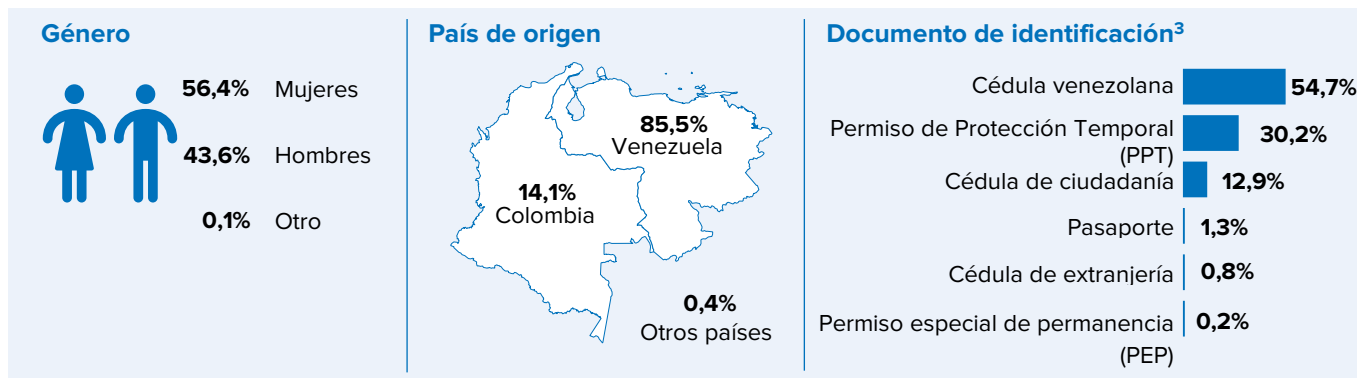 Género
56,4% Mujeres
43,6% Hombres
0,1% Otro
País de origen
85,5%
Venezuela
14,1%
Colombia
0,4%
Otros países
Documento de identificación³
Cédula venezolana 54,7%
Permiso de Protección Temporal
(PPT) 30,2%
Cédula de ciudadanía 12,9%
Pasaporte 1,3%
Cédula de extranjería 0,8%
Permiso especial de permanencia 0,2%
(PEP)